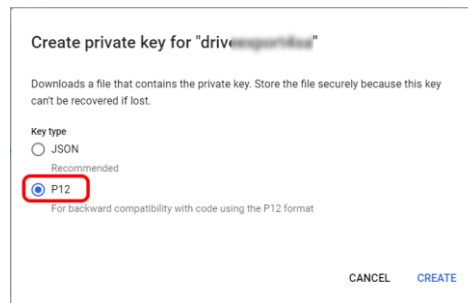 Create private key for "driv
Downloads a file that contains the private key. Store the file securely because this key
can't be recovered if lost.
Key type
JSON
Recommended
P12
For backward compatibility with code using the P12 format
CANCEL CREATE